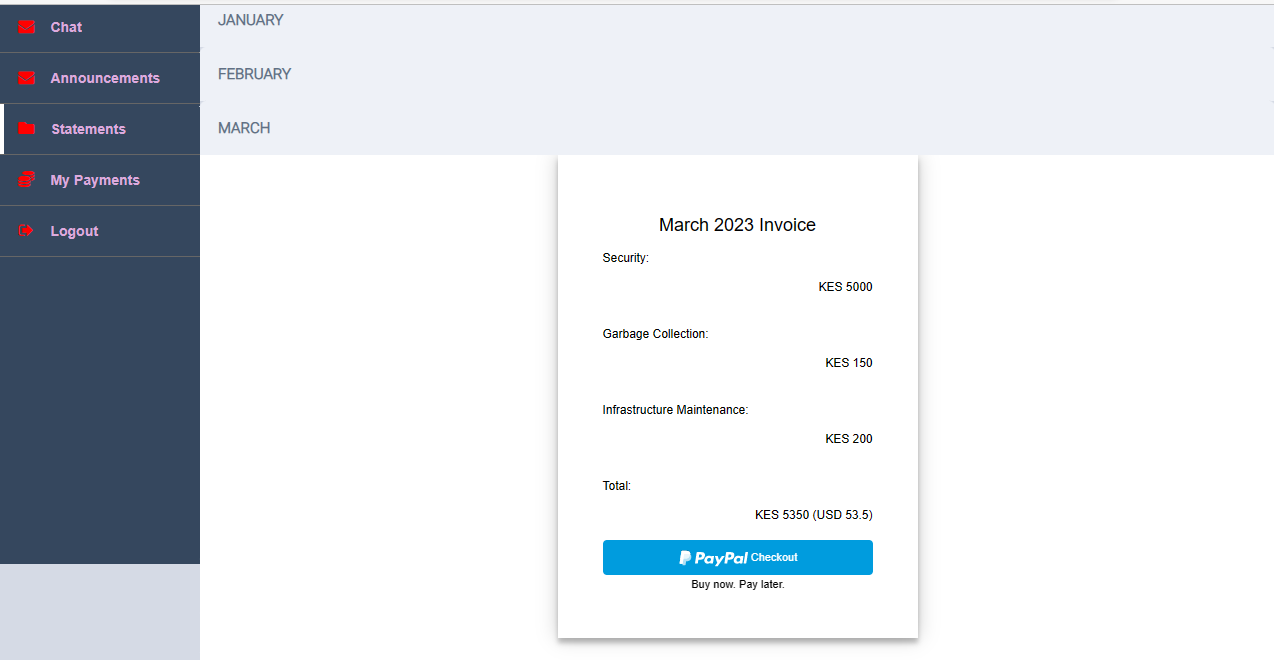 Chat
Announcements
Statements
My Payments
Logout
JANUARY
FEBRUARY
MARCH
March 2023 Invoice
Security:
KES 5000
Garbage Collection:
KES 150
Infrastructure Maintenance:
KES 200
Total:
KES 5350 (USD 53.5)
PayPal Checkout
Buy now. Pay later.